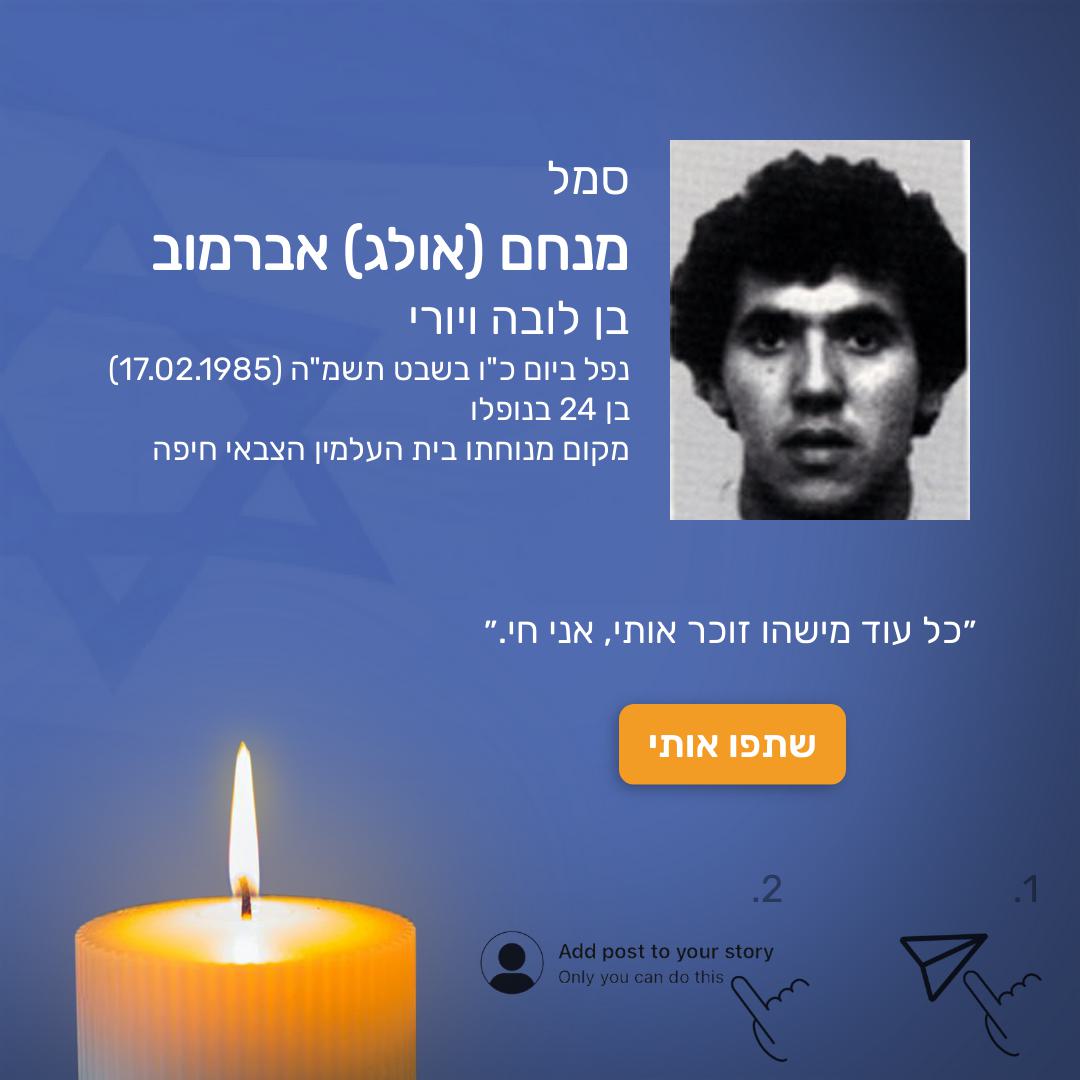 סמל
מנחם (אולג) אברמוב
בן לובה ויורי
נפל ביום כ"ו בשבט תשמ"ה (17.02.1985)
בן 24 בנופלו
מקום מנוחתו בית העלמין הצבאי חיפה
״כל עוד מישהו זוכר אותי, אני חי.״
שתפו אותי
1.
2.
Add post to your story
Only you can do this